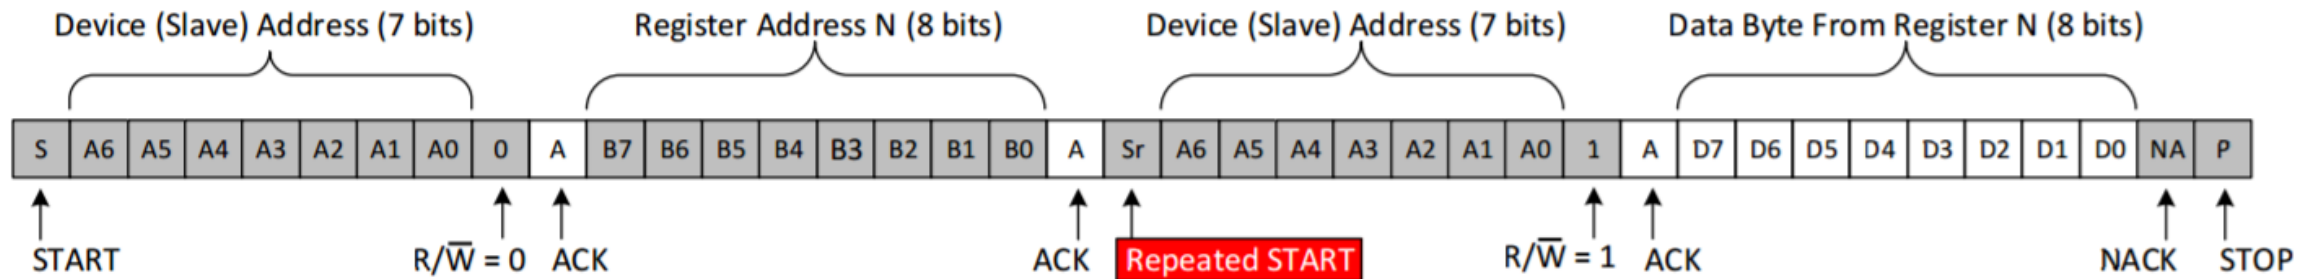 Device (Slave) Address (7 bits) Register Address N (8 bits) Device (Slave) Address (7 bits) Data Byte From Register N (8 bits)
S A6 A5 A4 A3 A2 A1 A0 0 A B7 B6 B5 B4 B3 B2 B1 B0 A Sr A6 A5 A4 A3 A2 A1 A0 1 A D7 D6 D5 D4 D3 D2 D1 D0 NA P
START R/W̅ = 0 ACK ACK Repeated START R/W̅ = 1 ACK NACK STOP